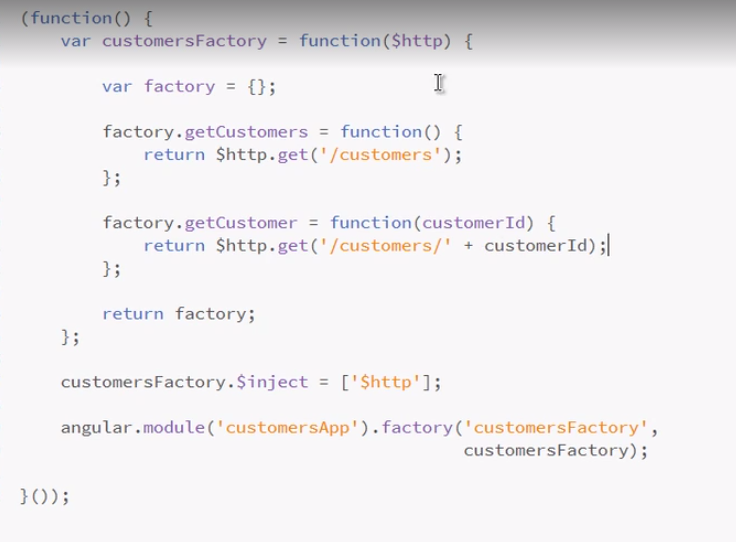 (function() {
    var customersFactory = function($http) {
        var factory = {};
        factory.getCustomers = function() {
            return $http.get('/customers');
        };
        factory.getCustomer = function(customerId) {
            return $http.get('/customers/' + customerId);
        };
        return factory;
    };
    customersFactory.$inject = ['$http'];
    angular.module('customersApp').factory('customersFactory',
                                           customersFactory);
}());